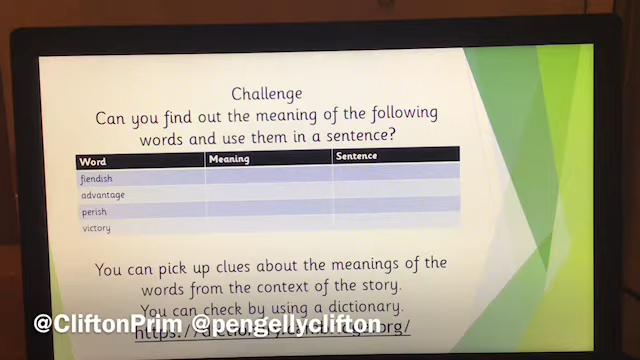 Challenge
Can you find out the meaning of the following
words and use them in a sentence?
Word Meaning Sentence
fiendish
advantage
perish
victory
You can pick up clues about the meanings of the
words from the context of the story.
You can check by using a dictionary.
@CliftonPrim @pengellyclifton